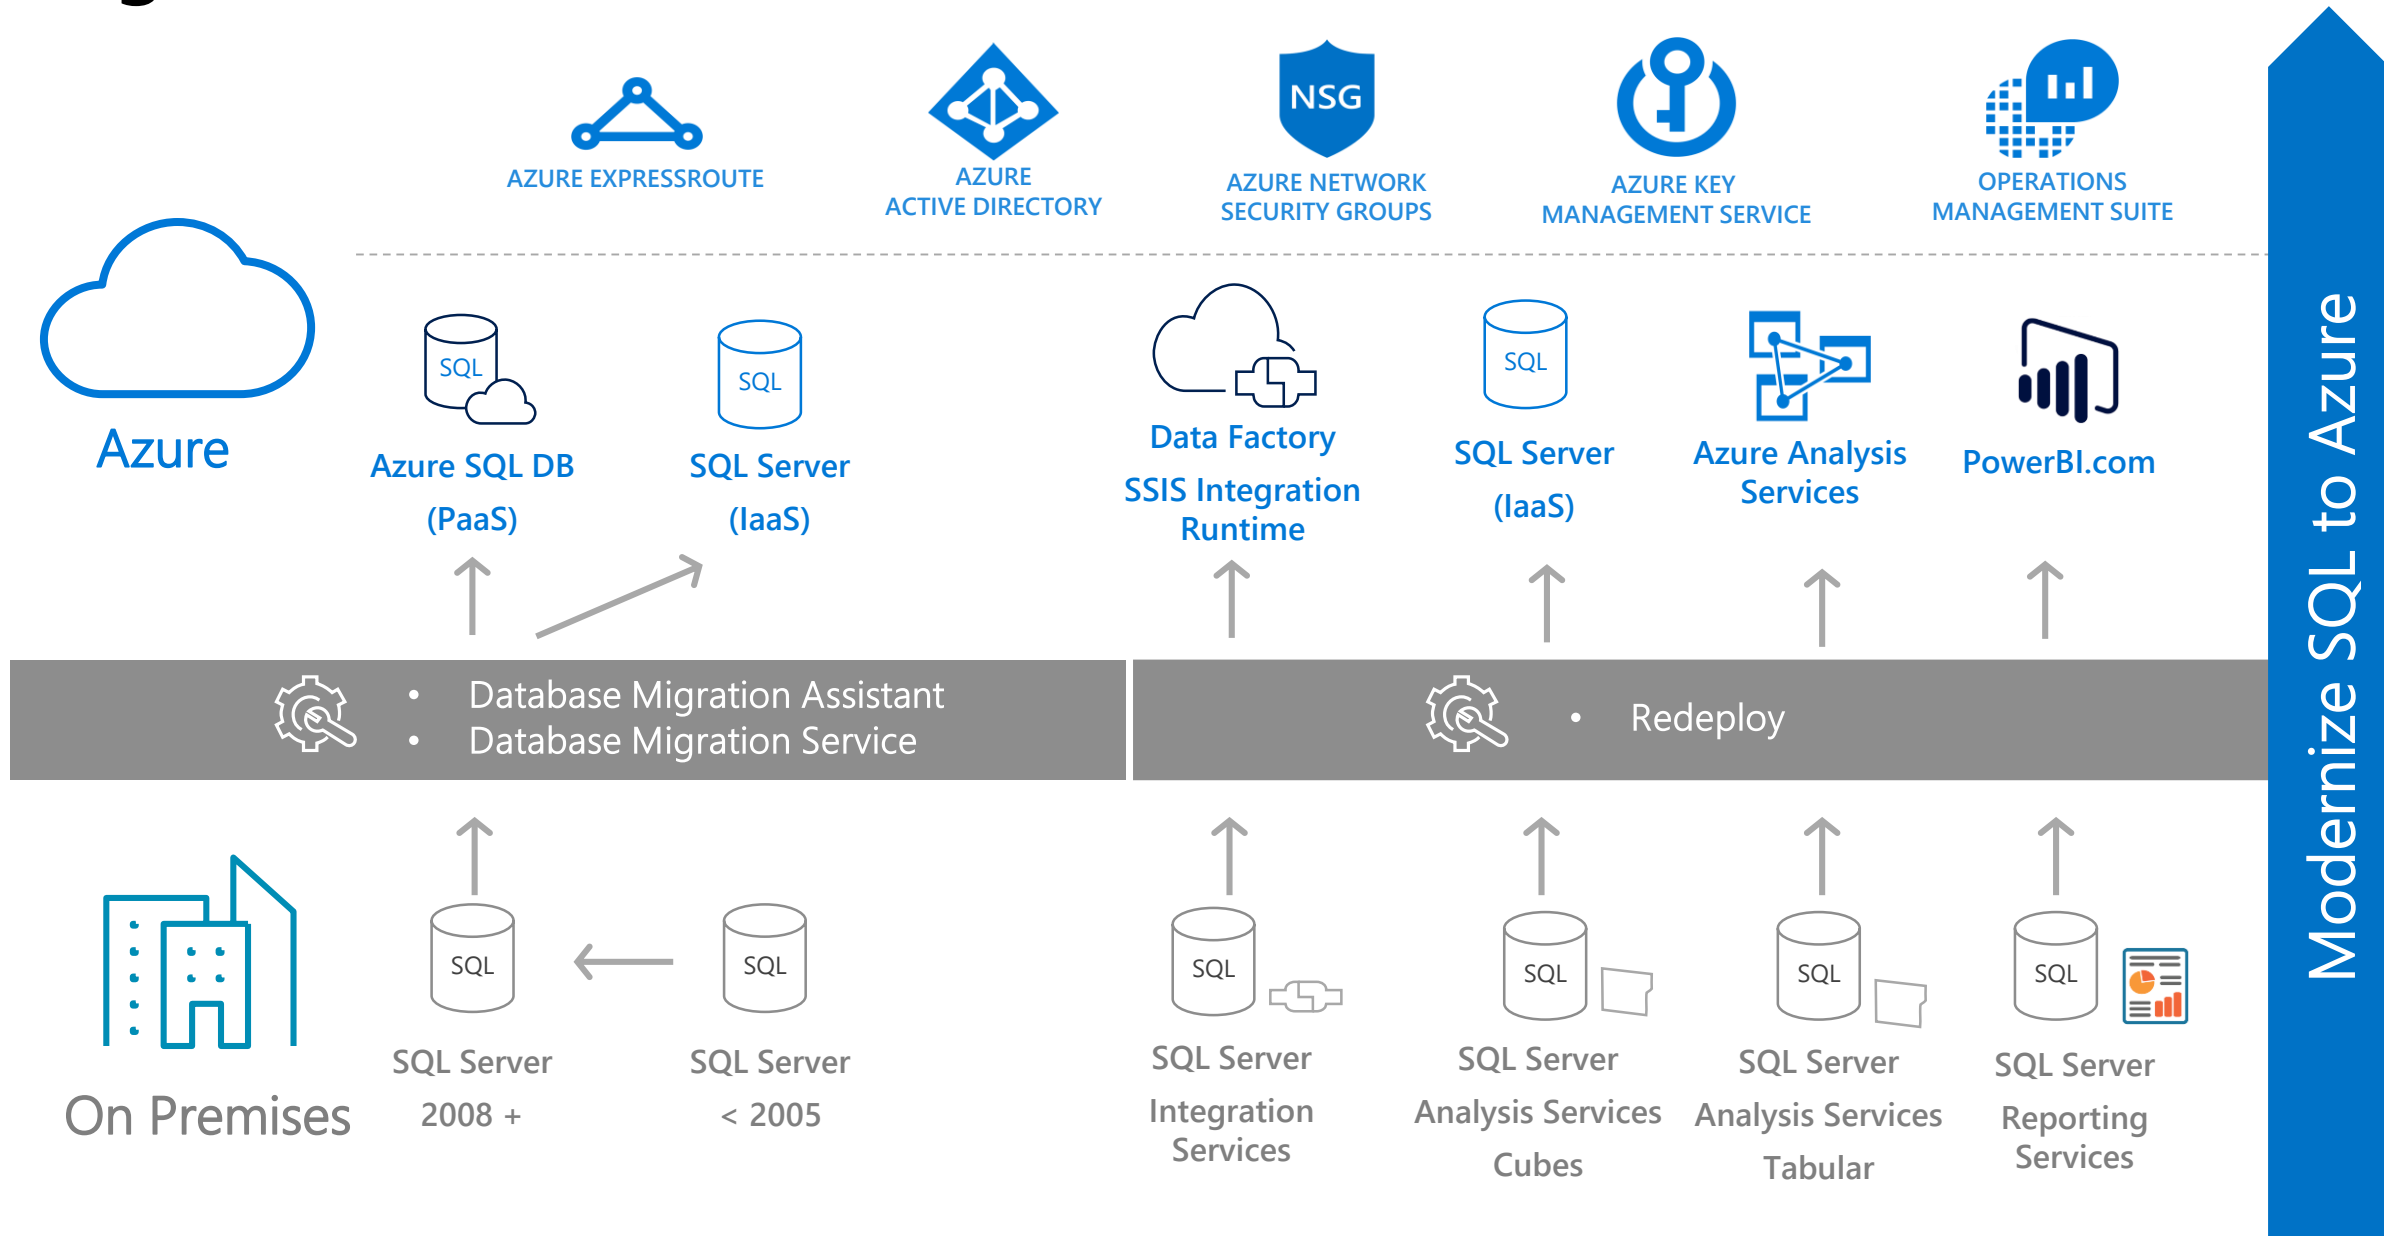 NSG
AZURE EXPRESSROUTE
AZURE
ACTIVE DIRECTORY
AZURE NETWORK
SECURITY GROUPS
AZURE KEY
MANAGEMENT SERVICE
OPERATIONS
MANAGEMENT SUITE
Azure
SQL
Azure SQL DB
(PaaS)
SQL
SQL Server
(IaaS)
Data Factory
SSIS Integration
Runtime
SQL
SQL Server
(IaaS)
Azure Analysis
Services
PowerBI.com
• Database Migration Assistant
• Database Migration Service
• Redeploy
On Premises
SQL
SQL Server
2008 +
SQL
SQL Server
< 2005
SQL
SQL Server
Integration
Services
SQL
SQL Server
Analysis Services
Cubes
SQL
SQL Server
Analysis Services
Tabular
SQL
SQL Server
Reporting
Services
Modernize SQL to Azure